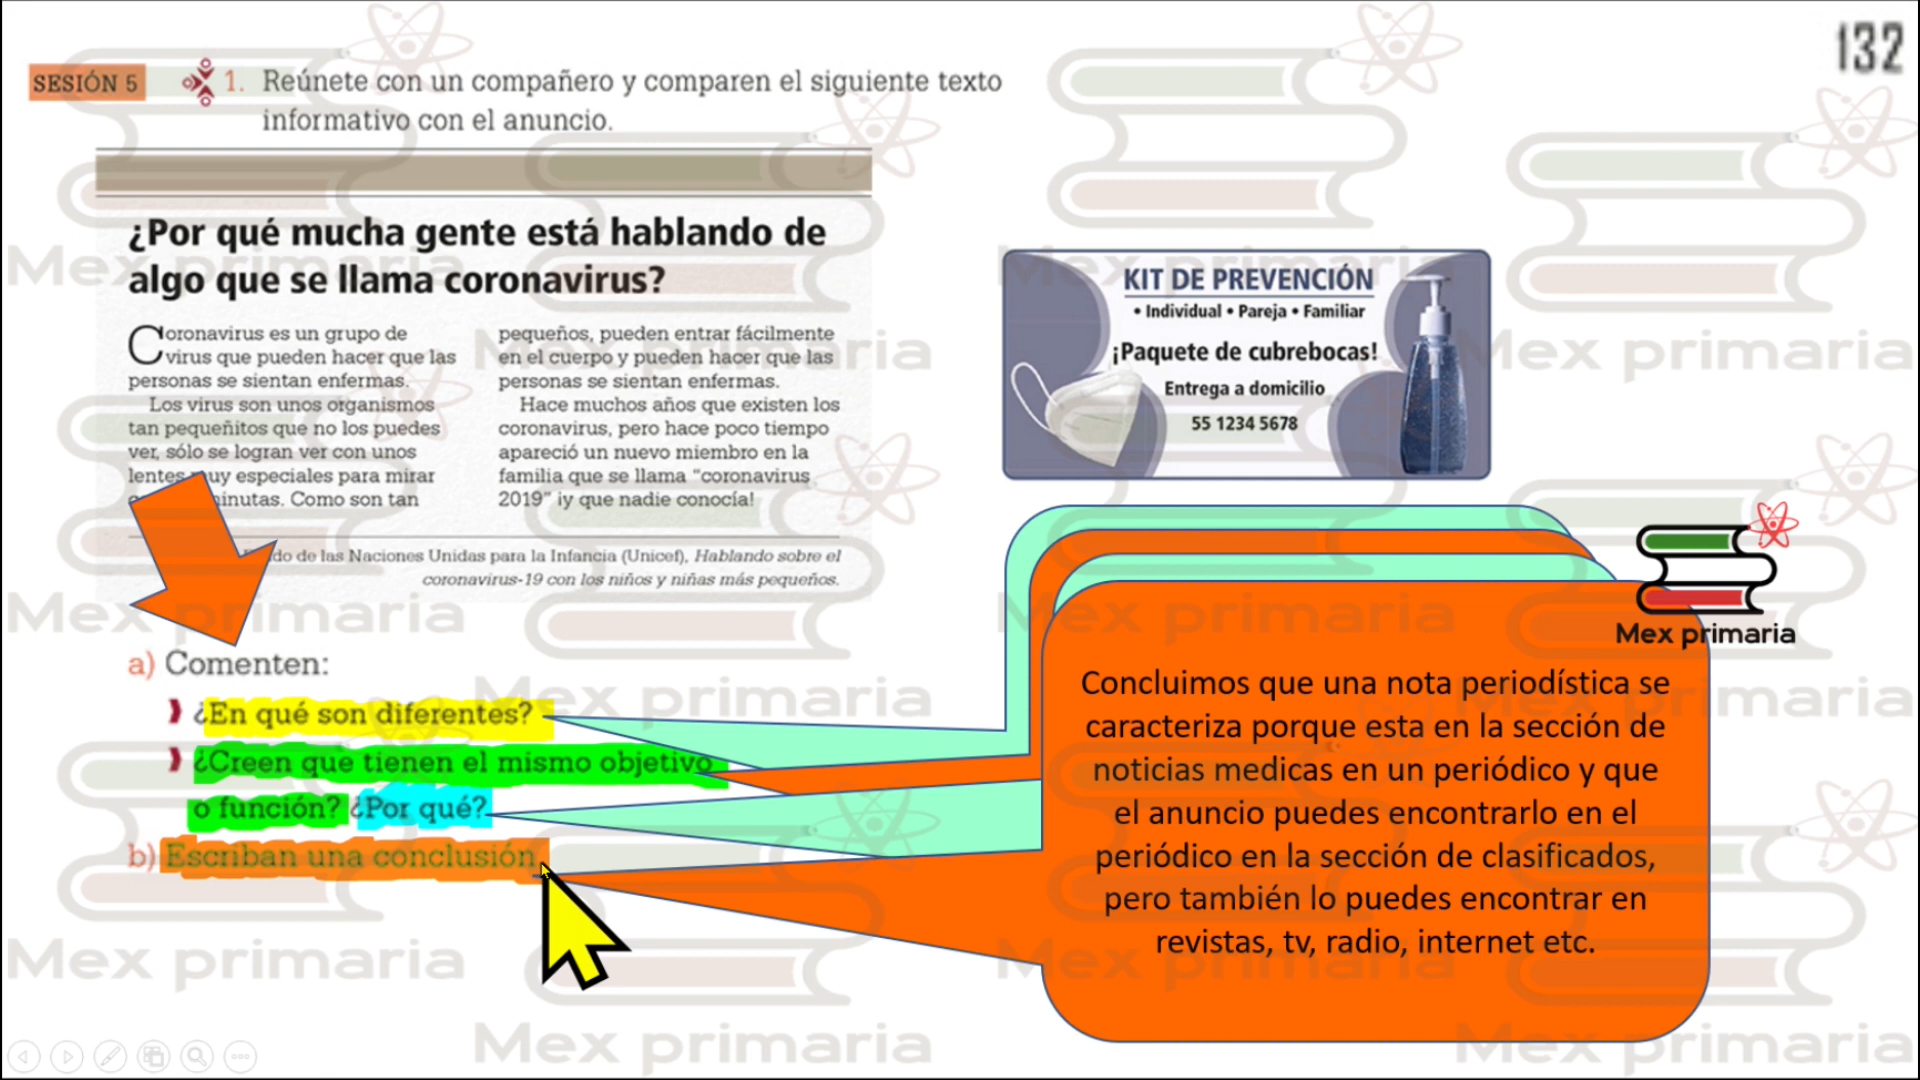 132
SESIÓN 5
1. Reúnete con un compañero y comparen el siguiente texto
informativo con el anuncio.
¿Por qué mucha gente está hablando de
algo que se llama coronavirus?
Coronavirus es un grupo de
virus que pueden hacer que las
personas se sientan enfermas.
Los virus son unos organismos
tan pequeñitos que no los puedes
ver, sólo se logran ver con unos
lentes muy especiales para mirar
minutas. Como son tan
pequeños, pueden entrar fácilmente
en el cuerpo y pueden hacer que las
personas se sientan enfermas.
Hace muchos años que existen los
coronavirus, pero hace poco tiempo
apareció un nuevo miembro en la
familia que se llama “coronavirus
2019” ¡y que nadie conocía!
de las Naciones Unidas para la Infancia (Unicef), Hablando sobre el
coronavirus-19 con los niños y niñas más pequeños.
KIT DE PREVENCIÓN
• Individual • Pareja • Familiar
¡Paquete de cubrebocas!
Entrega a domicilio
55 1234 5678
a) Comenten:
¿En qué son diferentes?
¿Creen que tienen el mismo objetivo
o función? ¿Por qué?
b) Escriban una conclusión
Mex primaria
Concluimos que una nota periodística se
caracteriza porque esta en la sección de
noticias medicas en un periódico y que
el anuncio puedes encontrarlo en el
periódico en la sección de clasificados,
pero también lo puedes encontrar en
revistas, tv, radio, internet etc.